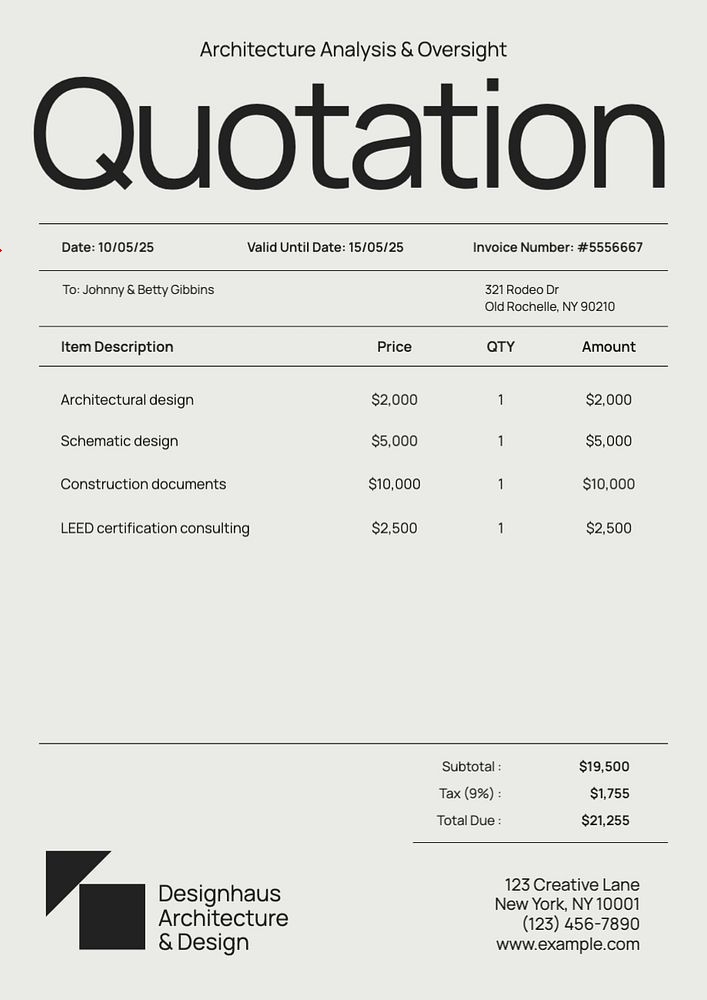 Architecture Analysis & Oversight
Quotation
Date: 10/05/25 Valid Until Date: 15/05/25 Invoice Number: #5556667
To: Johnny & Betty Gibbins 321 Rodeo Dr
Old Rochelle, NY 90210
Item Description Price QTY Amount
Architectural design $2,000 1 $2,000
Schematic design $5,000 1 $5,000
Construction documents $10,000 1 $10,000
LEED certification consulting $2,500 1 $2,500
Subtotal : $19,500
Tax (9%) : $1,755
Total Due : $21,255
Designhaus
Architecture
& Design
123 Creative Lane
New York, NY 10001
(123) 456-7890
www.example.com